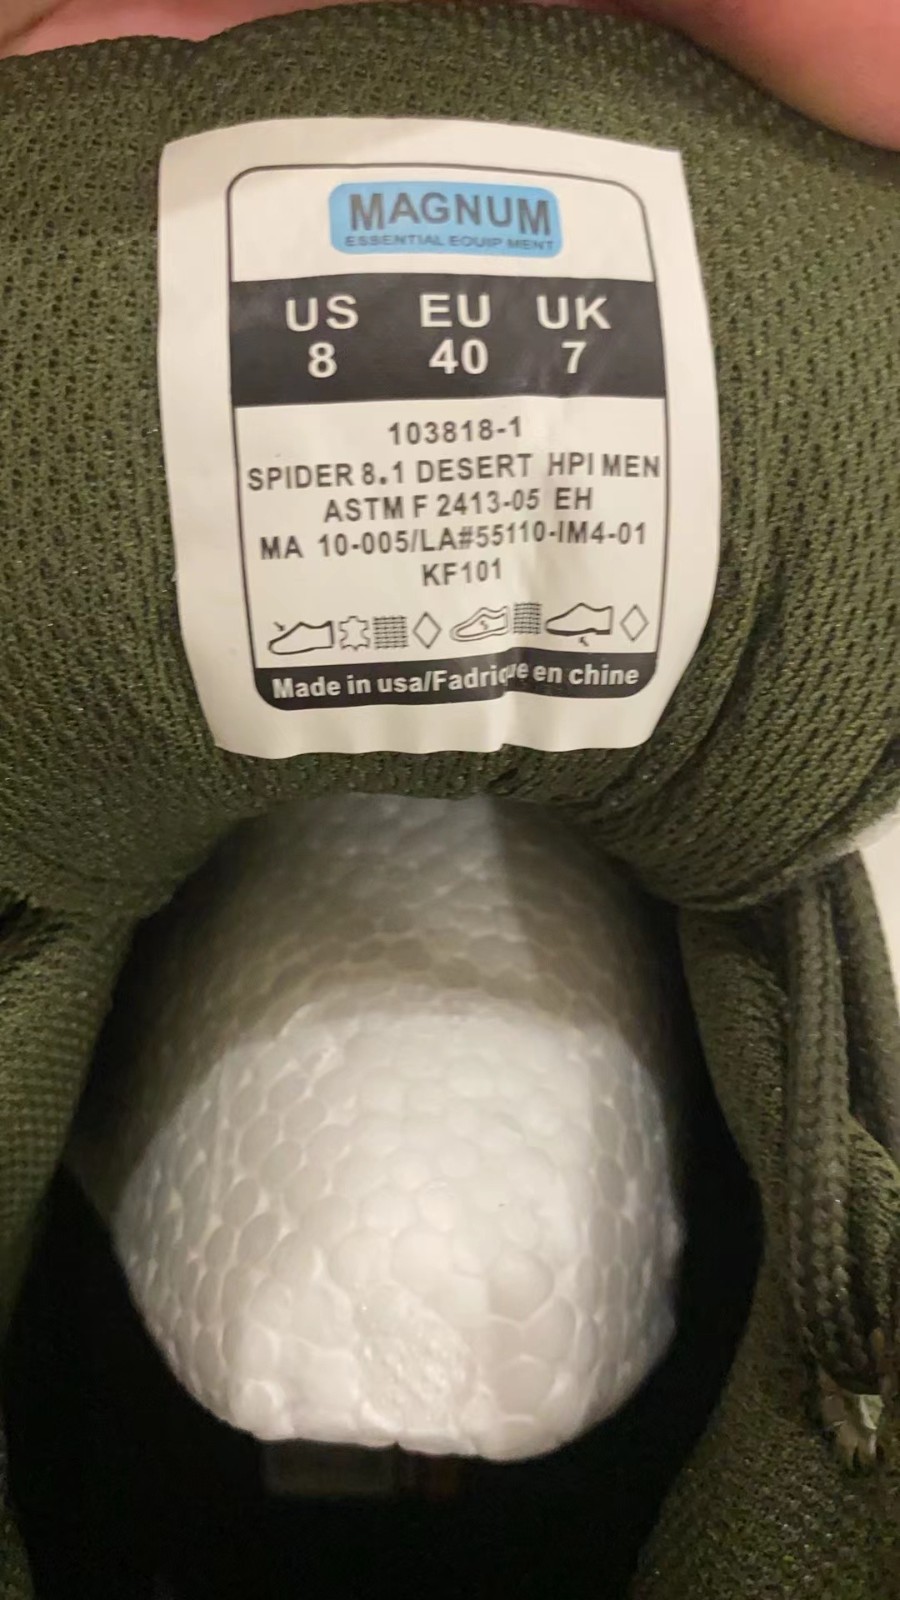 MAGNUM
ESSENTIAL EQUIP MENT
US EU UK
8 40 7
103818-1
SPIDER 8.1 DESERT HPI MEN
ASTM F 2413-05 EH
MA 10-005/LA#55110-IM4-01
KF101
Made in usa/Fadrique en chine